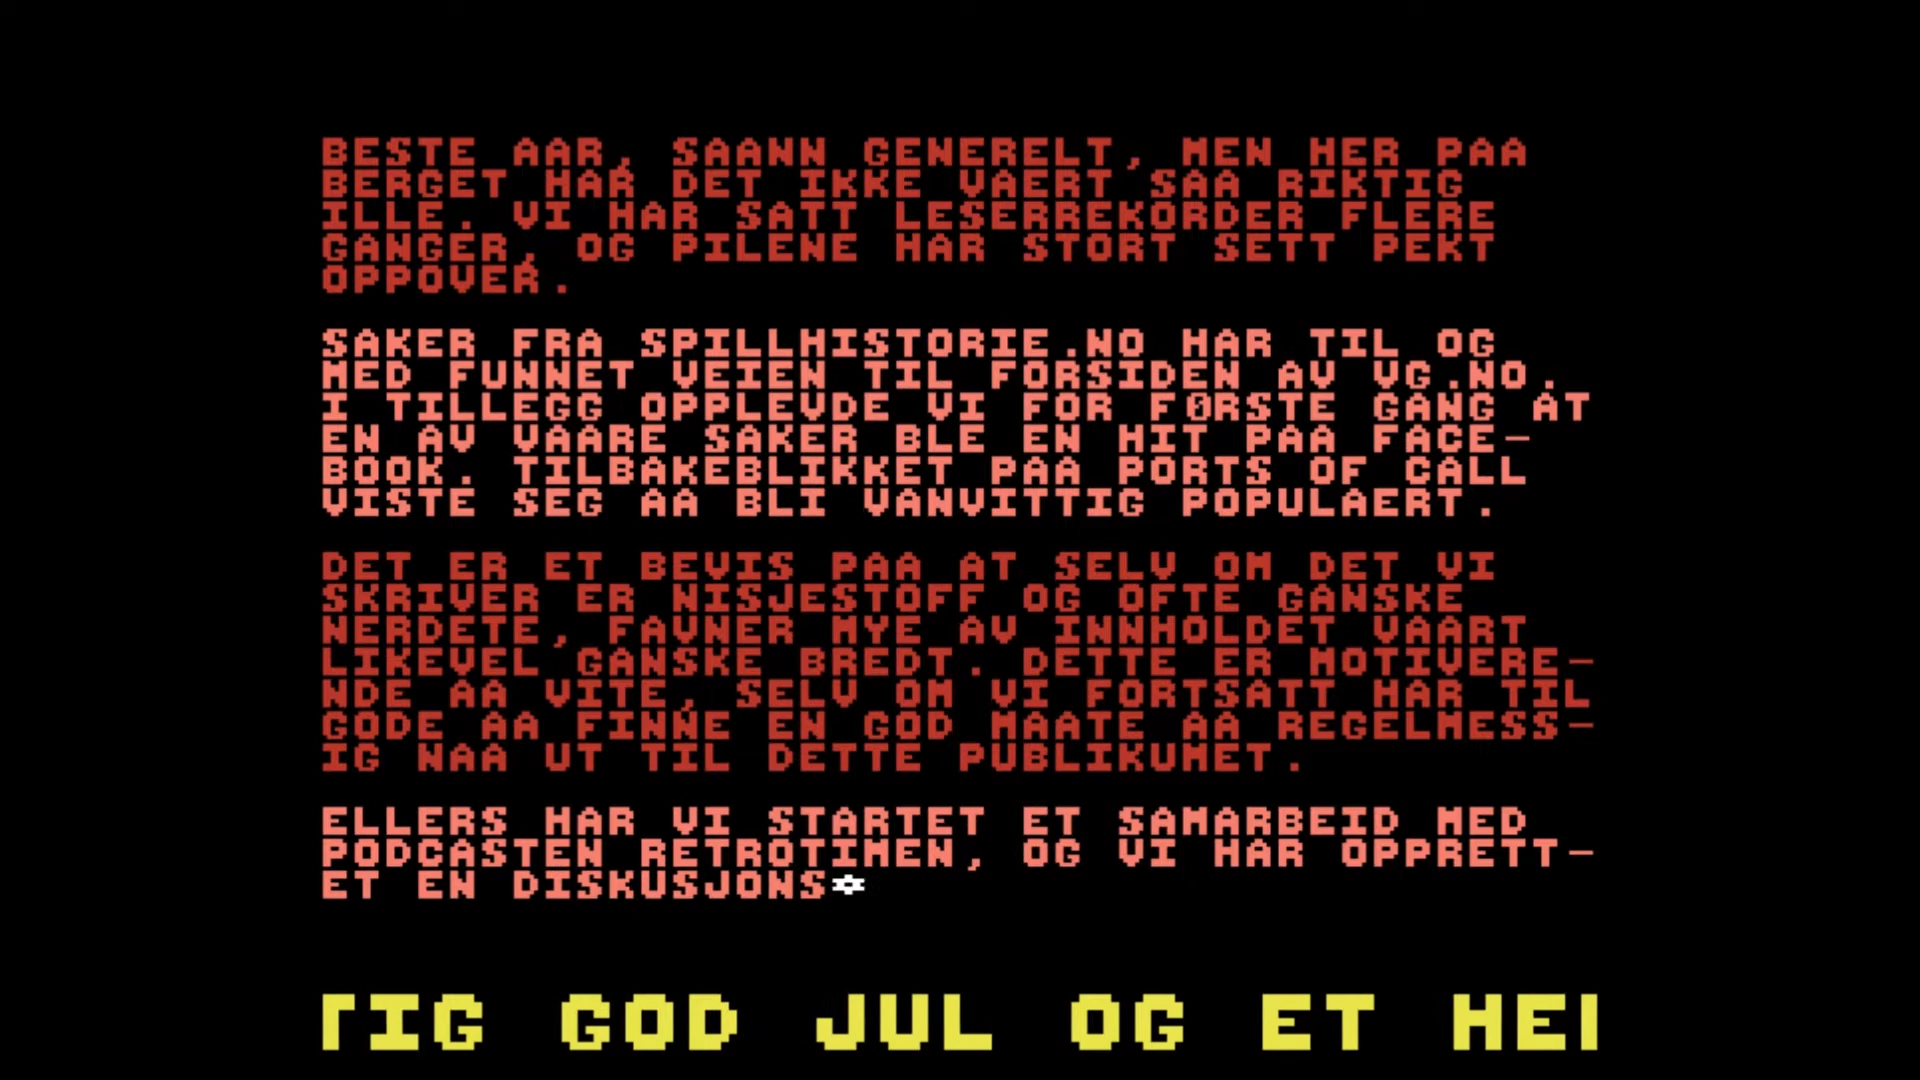 BESTE AAR, SAANN GENERELT, MEN HER PAA
BERGET HAR DET IKKE VAERT SAA RIKTIG
ILLE. VI HAR SATT LESERREKORDER FLERE
GANGER, OG PILENE HAR STORT SETT PEKT
OPPOVER.
SAKER FRA SPILLHISTORIE.NO HAR TIL OG
MED FUNNET VEIEN TIL FORSIDEN AV VG.NO.
I TILLEGG OPPLEVDE VI FOR FØRSTE GANG AT
EN AV VAARE SAKER BLE EN HIT PAA FACE-
BOOK. TILBAKEBLIKKET PAA PORTS OF CALL
VISTE SEG AA BLI VANVITTIG POPULAERT.
DET ER ET BEVIS PAA AT SELV OM DET VI
SKRIVER ER NISJESTOFF OG OFTE GANSKE
NERDETE, FAVNER MYE AV INNHOLDET VAART
LIKEVEL GANSKE BREDT. DETTE ER MOTIVERE-
NDE AA VITE, SELV OM VI FORTSATT HAR TIL
GODE AA FINNE EN GOD MAATE AA REGELMESS-
IG NAA UT TIL DETTE PUBLIKUMET.
ELLERS HAR VI STARTET ET SAMARBEID MED
PODCASTEN RETROTIMEN, OG VI HAR OPPRETT-
ET EN DISKUSJONS
TIG GOD JUL OG ET HEI